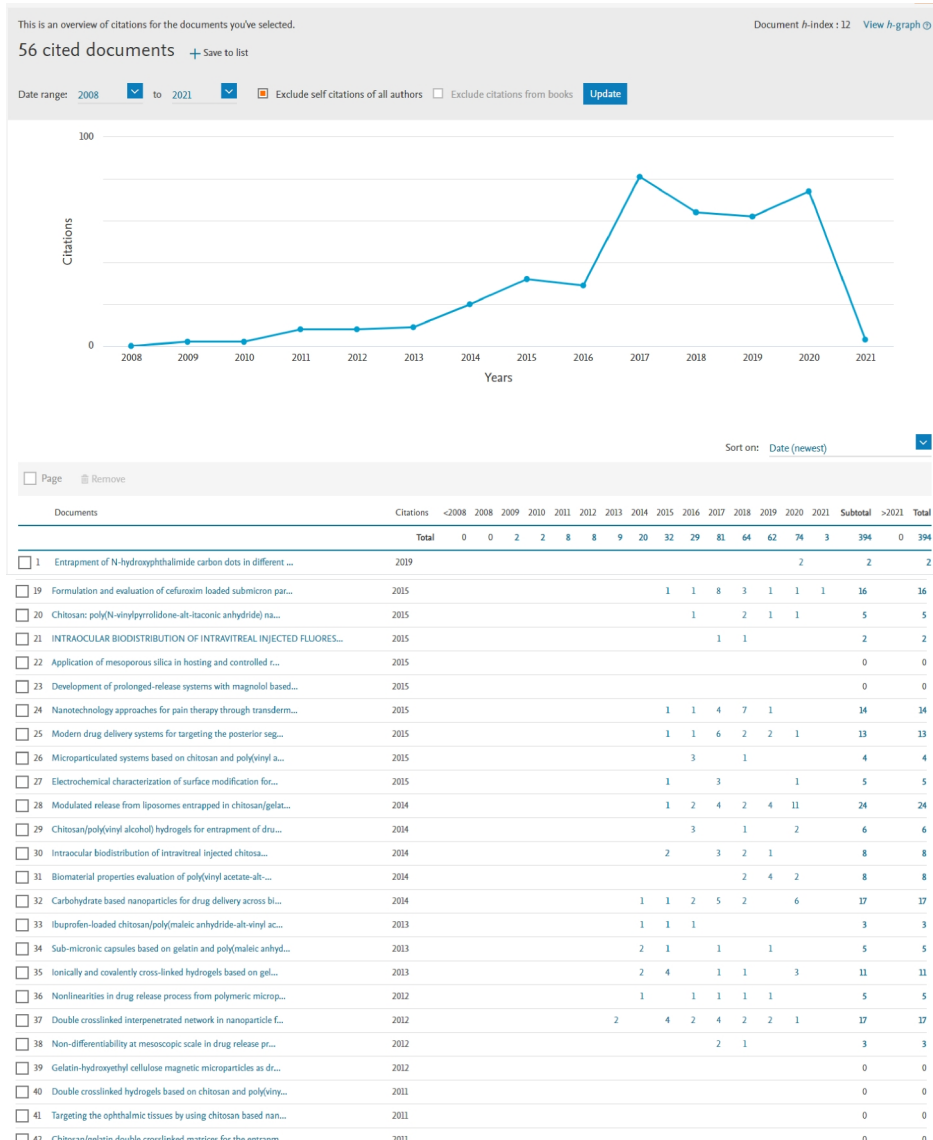 This is an overview of citations for the documents you've selected.
Document h-index : 12 View h-graph
56 cited documents + Save to list
Date range: 2008 to 2021 Exclude self citations of all authors Exclude citations from books Update
100
Citations
0
2008 2009 2010 2011 2012 2013 2014 2015 2016 2017 2018 2019 2020 2021
Years
Sort on: Date (newest)
Page Remove
Documents Citations <2008 2008 2009 2010 2011 2012 2013 2014 2015 2016 2017 2018 2019 2020 2021 Subtotal >2021 Total
Total 0 0 2 2 8 8 9 20 32 29 81 64 62 74 3 394 0 394
1 Entrapment of N-hydroxyphthalimide carbon dots in different ... 2019 2 2 2
19 Formulation and evaluation of cefuroxim loaded submicron par... 2015 1 1 8 3 1 1 1 16 16
20 Chitosan: poly(N-vinylpyrrolidone-alt-itaconic anhydride) na... 2015 1 2 1 1 5 5
21 INTRAOCULAR BIODISTRIBUTION OF INTRAVITREAL INJECTED FLUORES... 2015 1 1 2 2
22 Application of mesoporous silica in hosting and controlled r... 2015 0 0
23 Development of prolonged-release systems with magnolol based... 2015 0 0
24 Nanotechnology approaches for pain therapy through transderm... 2015 1 1 4 7 1 14 14
25 Modern drug delivery systems for targeting the posterior seg... 2015 1 1 6 2 2 1 13 13
26 Microparticulated systems based on chitosan and poly(vinyl a... 2015 3 1 4 4
27 Electrochemical characterization of surface modification for... 2015 1 3 1 5 5
28 Modulated release from liposomes entrapped in chitosan/gelat... 2014 1 2 4 2 4 11 24 24
29 Chitosan/poly(vinyl alcohol) hydrogels for entrapment of dru... 2014 3 1 2 6 6
30 Intraocular biodistribution of intravitreal injected chitosa... 2014 2 3 2 1 8 8
31 Biomaterial properties evaluation of poly(vinyl acetate-alt-... 2014 2 4 2 8 8
32 Carbohydrate based nanoparticles for drug delivery across bi... 2014 1 1 2 5 2 6 17 17
33 Ibuprofen-loaded chitosan/poly(maleic anhydride-alt-vinyl ac... 2013 1 1 1 3 3
34 Sub-micronic capsules based on gelatin and poly(maleic anhyd... 2013 2 1 1 1 5 5
35 Ionically and covalently cross-linked hydrogels based on gel... 2013 2 4 1 1 3 11 11
36 Nonlinearities in drug release process from polymeric microp... 2012 1 1 1 1 1 5 5
37 Double crosslinked interpenetrated network in nanoparticle f... 2012 2 4 2 4 2 2 1 17 17
38 Non-differentiability at mesoscopic scale in drug release pr... 2012 2 1 3 3
39 Gelatin-hydroxyethyl cellulose magnetic microparticles as dr... 2012 0 0
40 Double crosslinked hydrogels based on chitosan and poly(viny... 2011 0 0
41 Targeting the ophthalmic tissues by using chitosan based nan... 2011 0 0
42 Chitosan/gelatin double crosslinked matrices for the entrapm... 2011 0 0